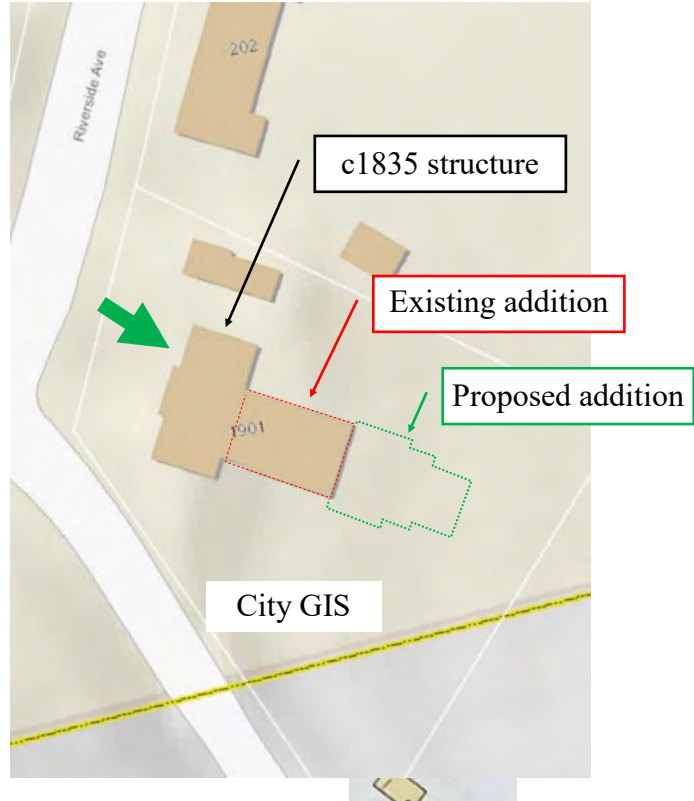 202
Riverside Ave
c1835 structure
Existing addition
Proposed addition
1901
City GIS